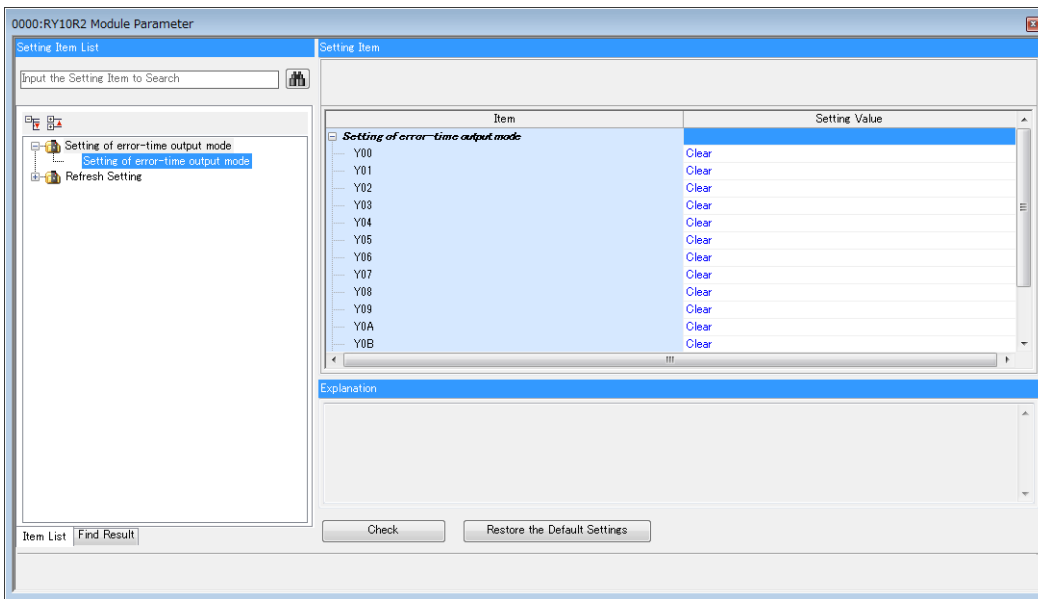 0000:RY10R2 Module Parameter
Setting Item List
Input the Setting Item to Search
Setting of error-time output mode
Setting of error-time output mode
Refresh Setting
Item List
Find Result
Setting Item
Item Setting Value
Setting of error-time output mode
Y00 Clear
Y01 Clear
Y02 Clear
Y03 Clear
Y04 Clear
Y05 Clear
Y06 Clear
Y07 Clear
Y08 Clear
Y09 Clear
Y0A Clear
Y0B Clear
Explanation
Check
Restore the Default Settings